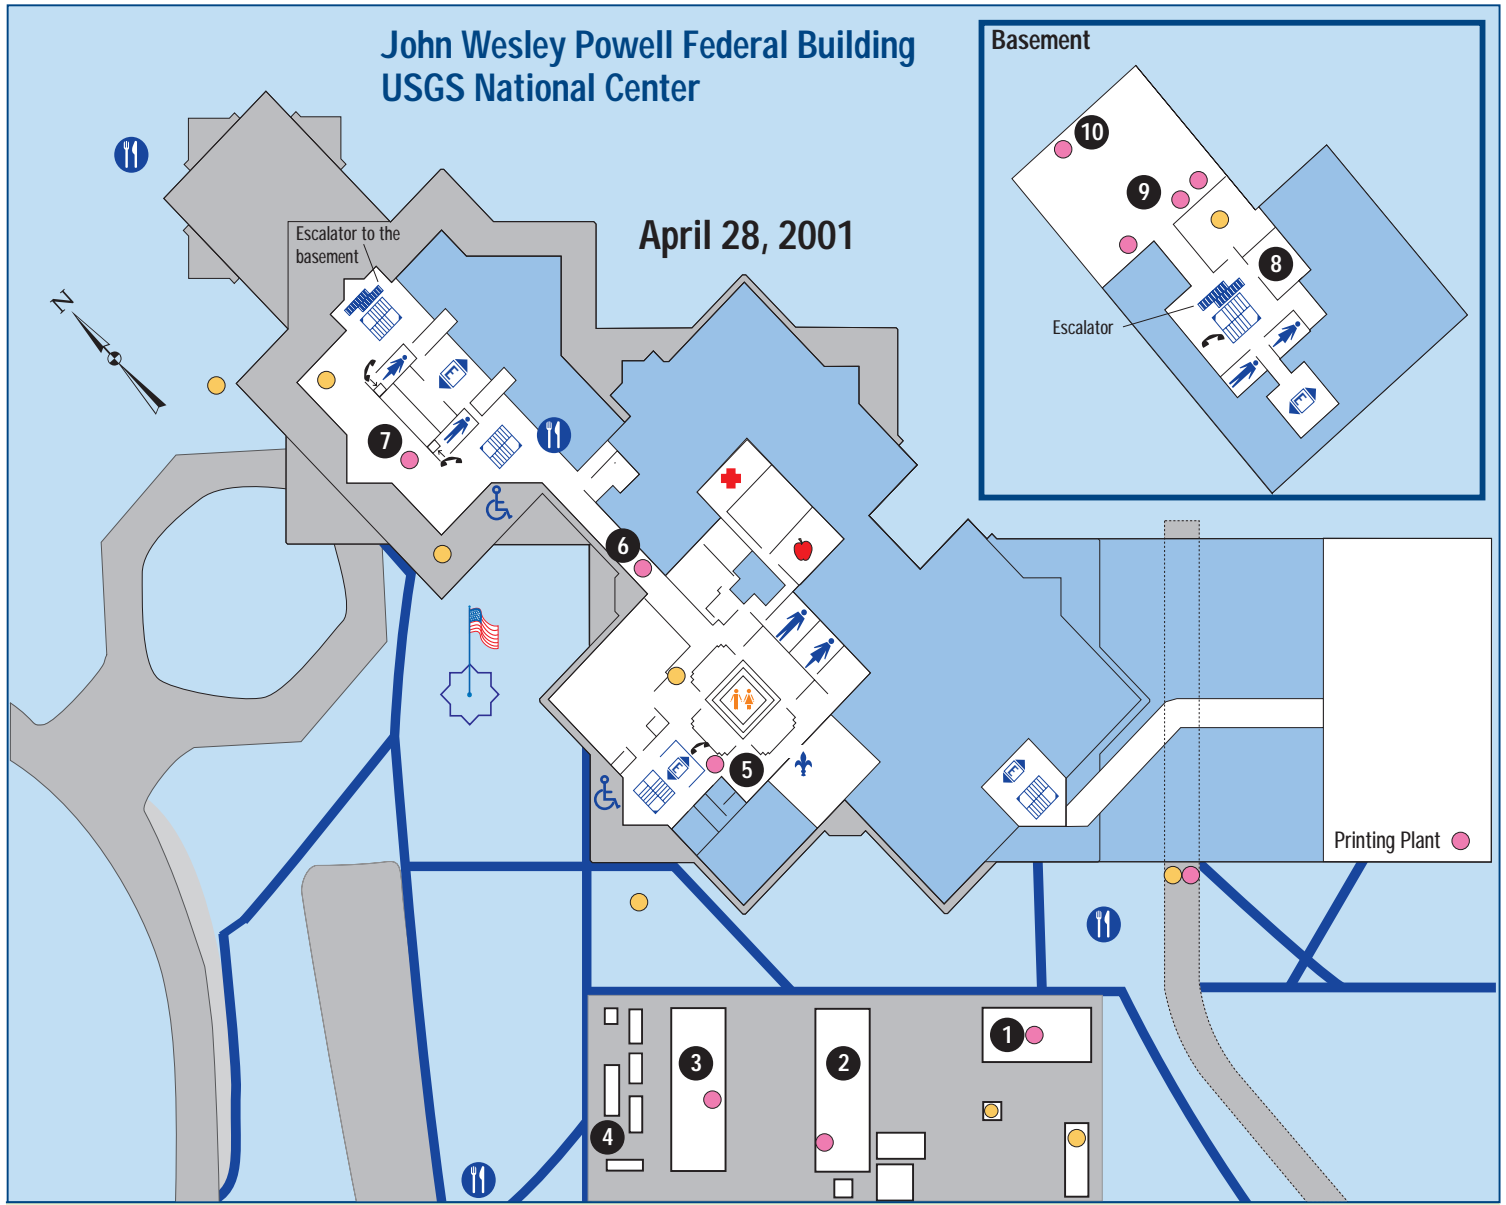 John Wesley Powell Federal Building
USGS National Center
Basement
10
9
April 28, 2001
Escalator to the
basement
8
N
Escalator
E
E
7
6
E
5
E
Printing Plant
1
3
2
4